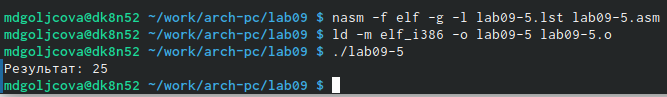 mdgoljcova@dk8n52 ~/work/arch-pc/lab09 $ nasm -f elf -g -l lab09-5.lst lab09-5.asm
mdgoljcova@dk8n52 ~/work/arch-pc/lab09 $ ld -m elf_i386 -o lab09-5 lab09-5.o
mdgoljcova@dk8n52 ~/work/arch-pc/lab09 $ ./lab09-5
Результат: 25
mdgoljcova@dk8n52 ~/work/arch-pc/lab09 $